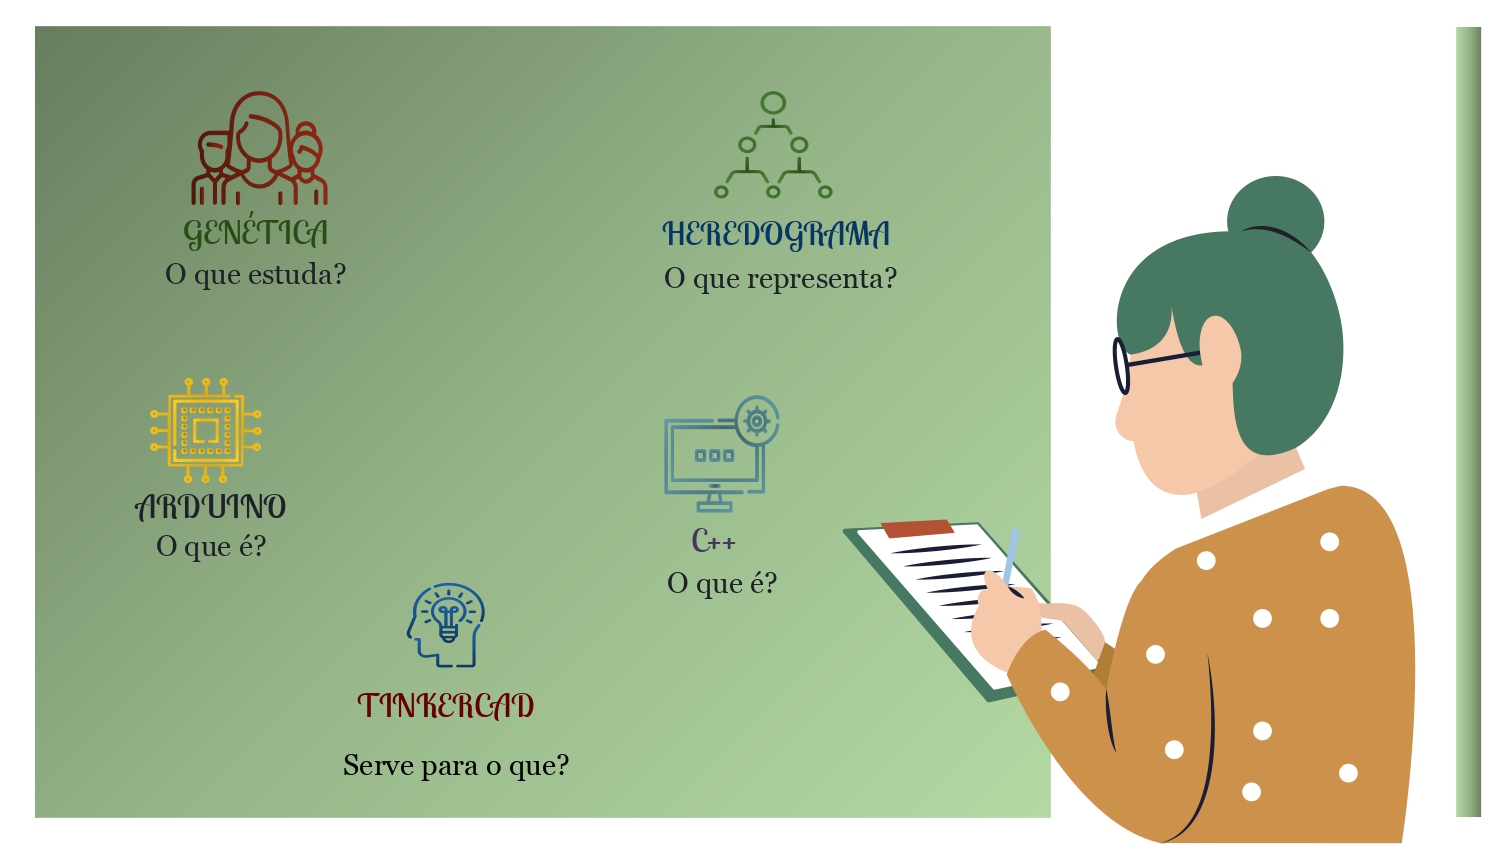 GENÉTICA
O que estuda?
HEREDOGRAMA
O que representa?
ARDUINO
O que é?
C++
O que é?
TINKERCAD
Serve para o que?